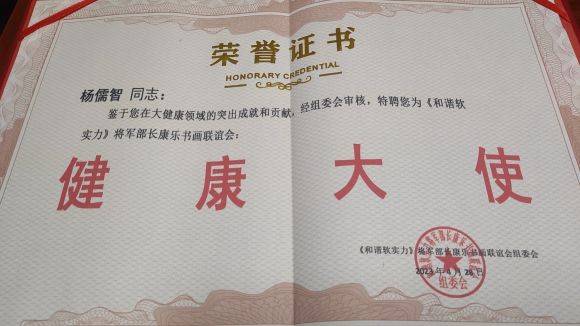 荣誉证书
HONORARY CREDENTIAL
杨儒智 同志：
鉴于您在大健康领域的突出成就和贡献，经组委会审核，特聘您为《和谐软
实力》将军部长康乐书画联谊会：
健康大使
《和谐软实力》将军部长康乐书画联谊会组委会
2023年4月28日
组委会